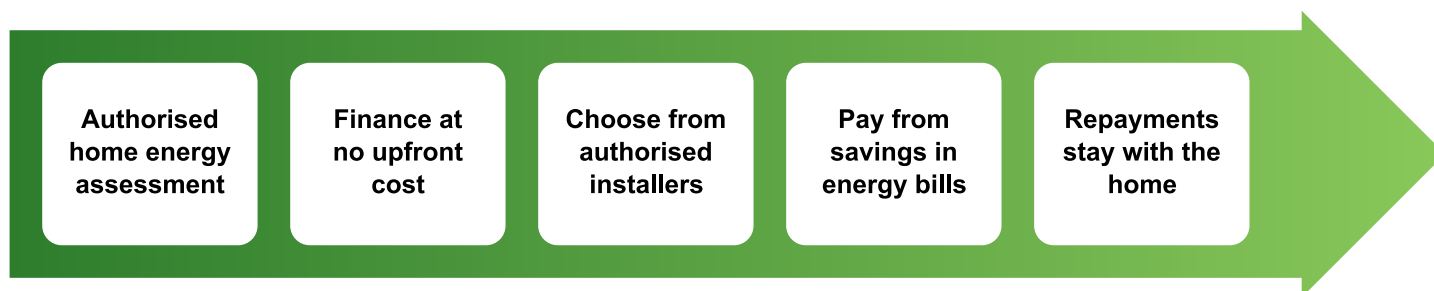 Authorised
home energy
assessment
Finance at
no upfront
cost
Choose from
authorised
installers
Pay from
savings in
energy bills
Repayments
stay with the
home